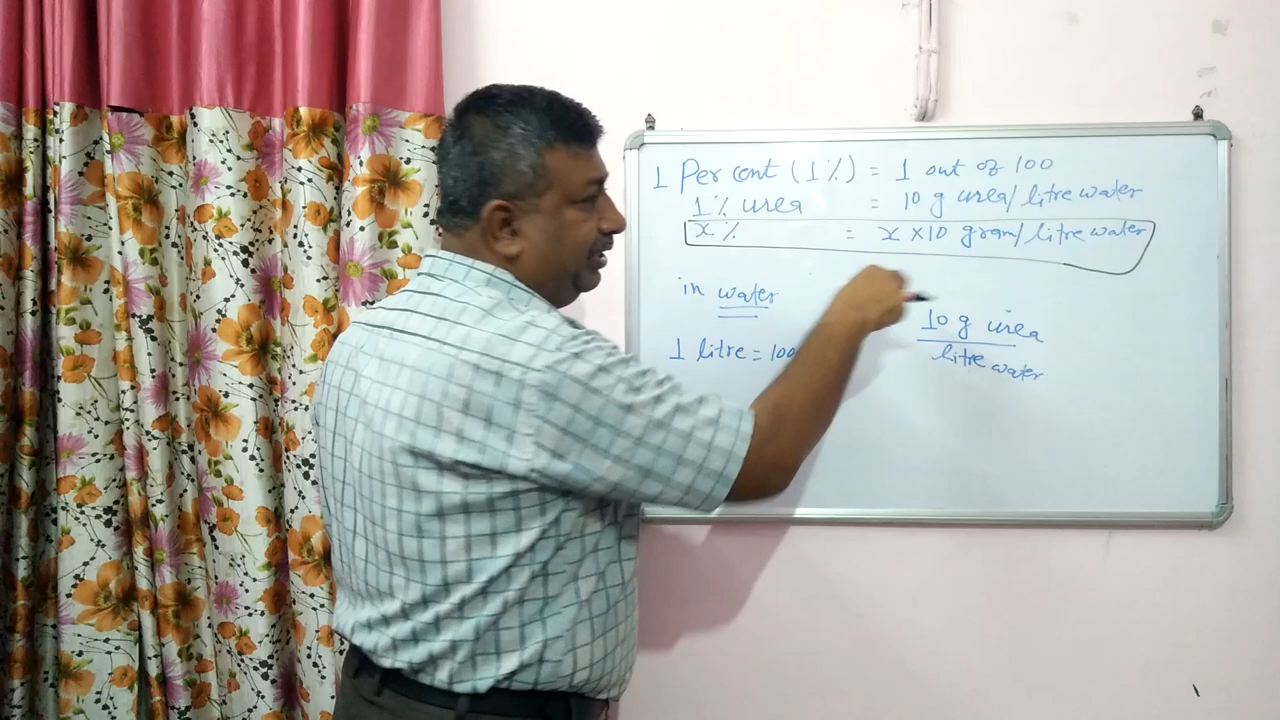 1 Per cent (1%) = 1 out of 100
1% urea = 10 g urea/litre water
x% = x × 10 gram/litre water
in water
1 litre = 100
10 g urea
litre water